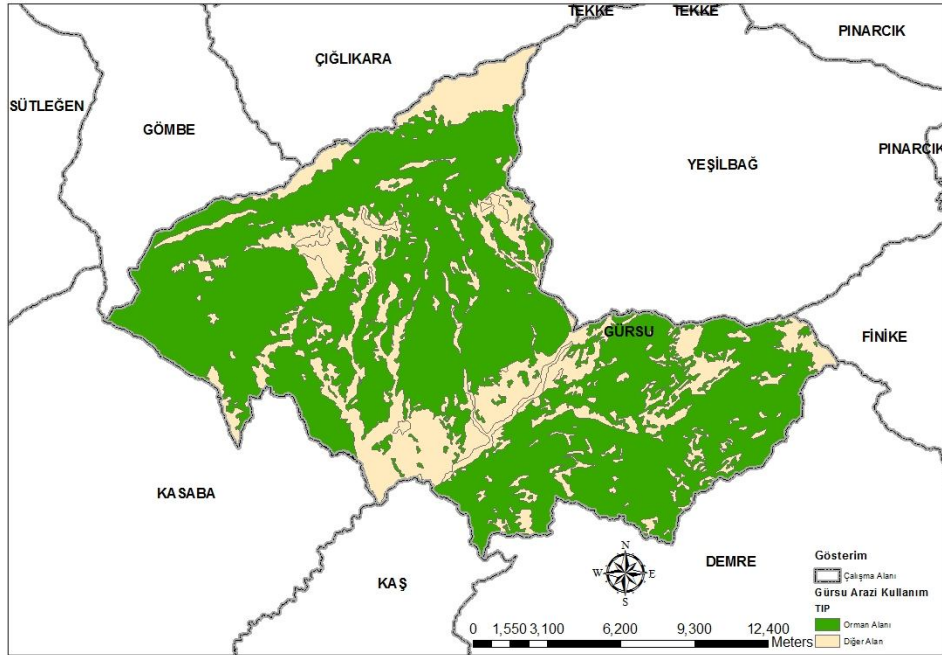 TEKKE
TEKKE
PINARCIK
ÇIĞLIKARA
SÜTLEĞEN
GÖMBE
PINARCIK
YEŞİLBAĞ
GÜRSU
FİNİKE
KASABA
KAŞ
DEMRE
N
W E
S
0 1,550 3,100 6,200 9,300 12,400
Meters
Gösterim
Çalışma Alanı
Gürsu Arazi Kullanım
TIP
Orman Alanı
Diğer Alan